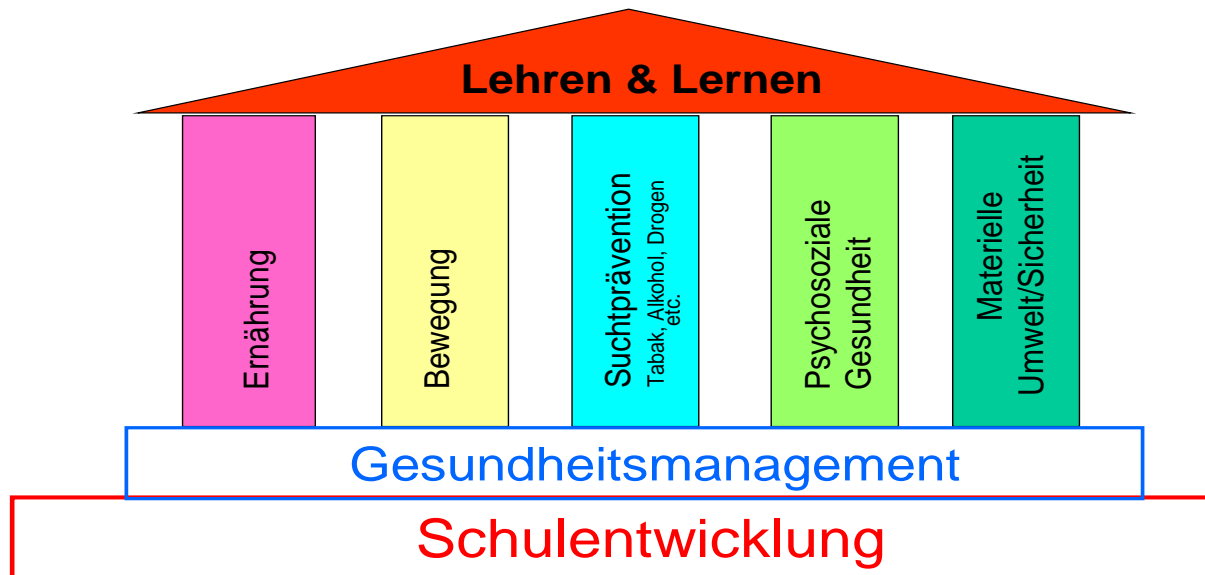 Lehren & Lernen
Ernährung
Bewegung
Suchtprävention
Tabak, Alkohol, Drogen
etc.
Psychosoziale
Gesundheit
Materielle
Umwelt/Sicherheit
Gesundheitsmanagement
Schulentwicklung